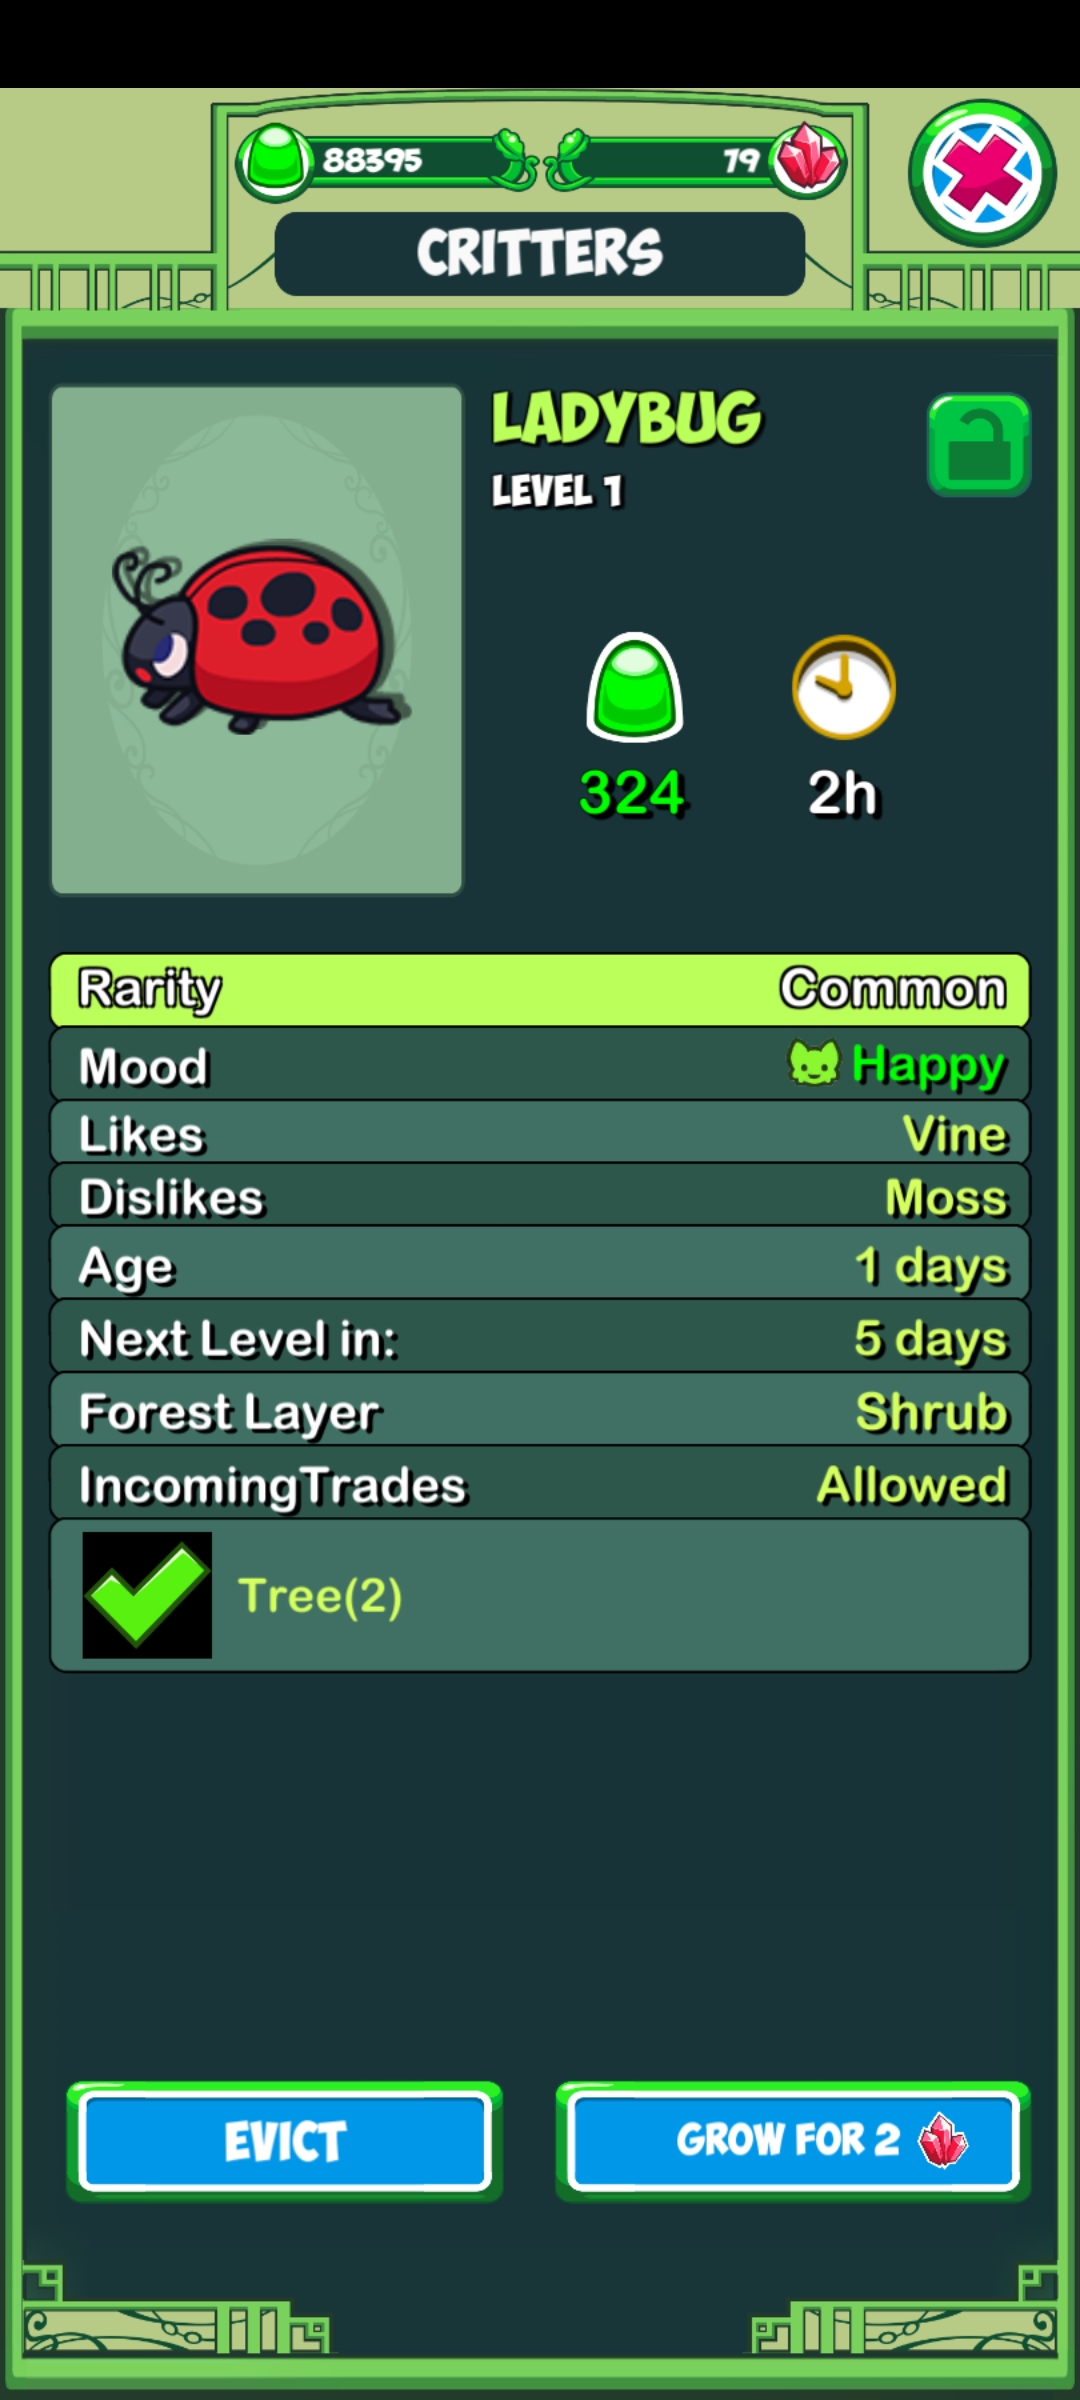 88395
79
CRITTERS
LADYBUG
LEVEL 1
324
2h
Rarity Common
Mood Happy
Likes Vine
Dislikes Moss
Age 1 days
Next Level in: 5 days
Forest Layer Shrub
IncomingTrades Allowed
Tree(2)
EVICT
GROW FOR 2